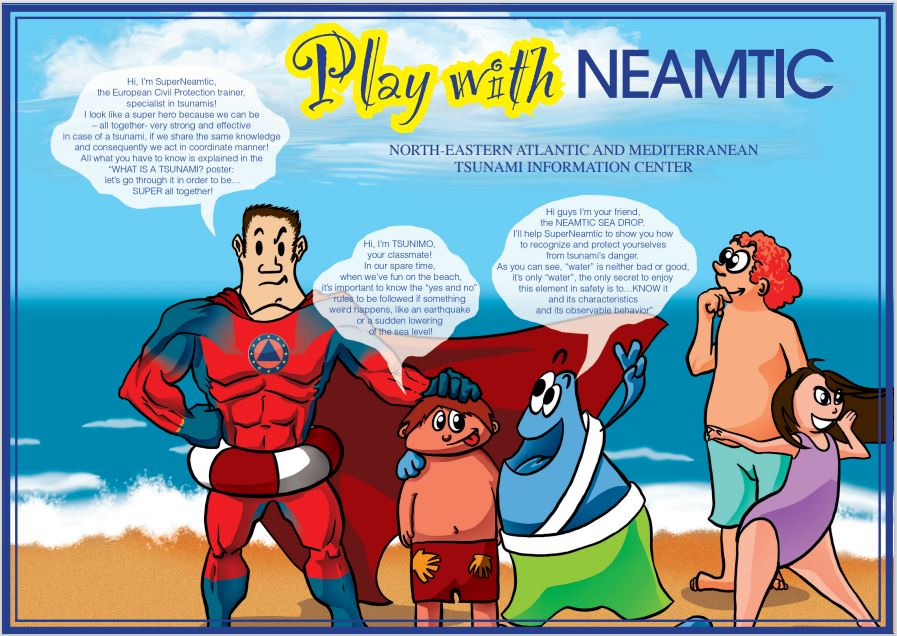 Play with NEAMTIC
NORTH-EASTERN ATLANTIC AND MEDITERRANEAN
TSUNAMI INFORMATION CENTER
Hi, I'm SuperNeamtic,
the European Civil Protection trainer,
specialist in tsunamis!
I look like a super hero because we can be
– all together- very strong and effective
in case of a tsunami, if we share the same knowledge
and consequently we act in coordinate manner!
All what you have to know is explained in the
"WHAT IS A TSUNAMI? poster:
let's go through it in order to be...
SUPER all together!
Hi, I'm TSUNIMO,
your classmate!
In our spare time,
when we've fun on the beach,
it's important to know the "yes and no"
rules to be followed if something
weird happens, like an earthquake
or a sudden lowering
of the sea level!
Hi guys I'm your friend,
the NEAMTIC SEA DROP.
I'll help SuperNeamtic to show you how
to recognize and protect yourselves
from tsunami's danger.
As you can see, "water" is neither bad or good,
it's only "water", the only secret to enjoy
this element in safety is to...KNOW it
and its characteristics
and its observable behavior"